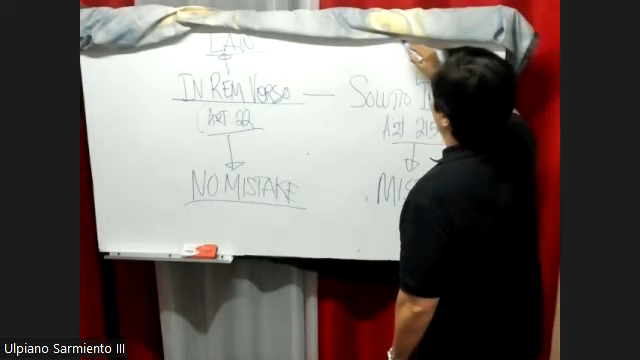 LAW
IN REM VERSO — SOLUTIO I
(ART 22 ART 215
NO MISTAKE MIS
Ulpiano Sarmiento III